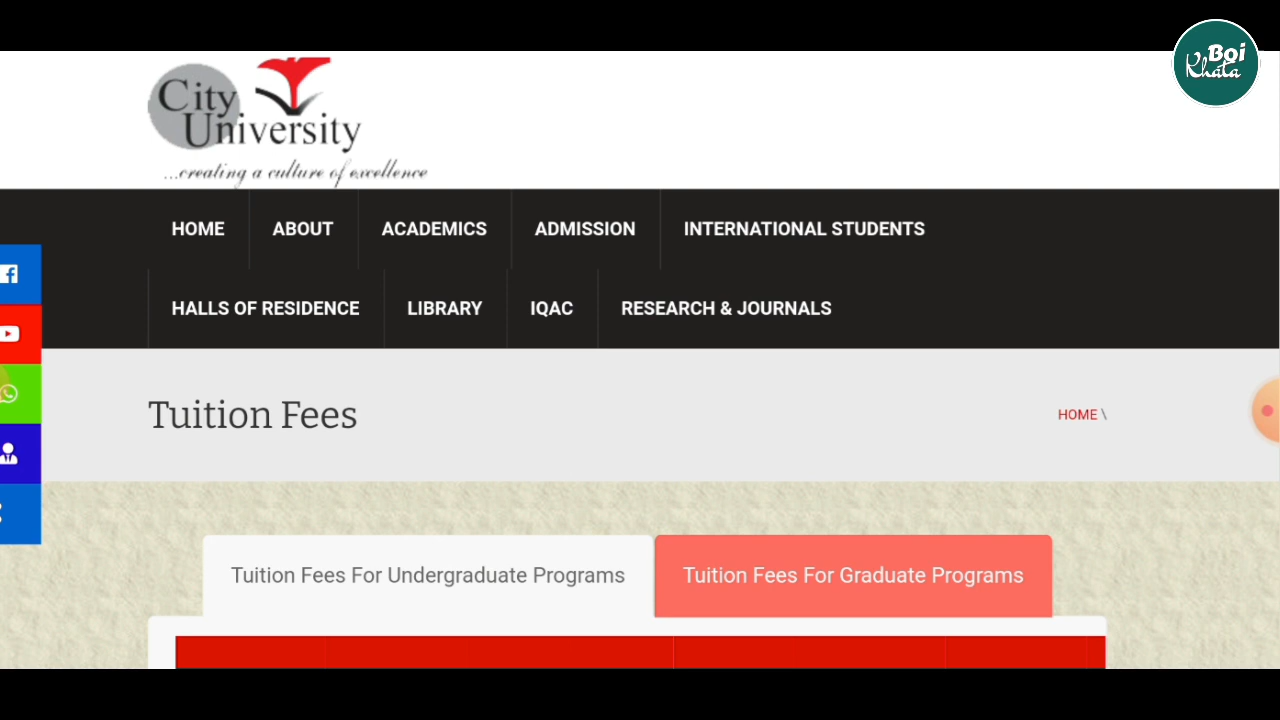 Boi
Khata
City
University
...creating a culture of excellence
HOME ABOUT ACADEMICS ADMISSION INTERNATIONAL STUDENTS
HALLS OF RESIDENCE LIBRARY IQAC RESEARCH & JOURNALS
Tuition Fees
HOME \
Tuition Fees For Undergraduate Programs Tuition Fees For Graduate Programs